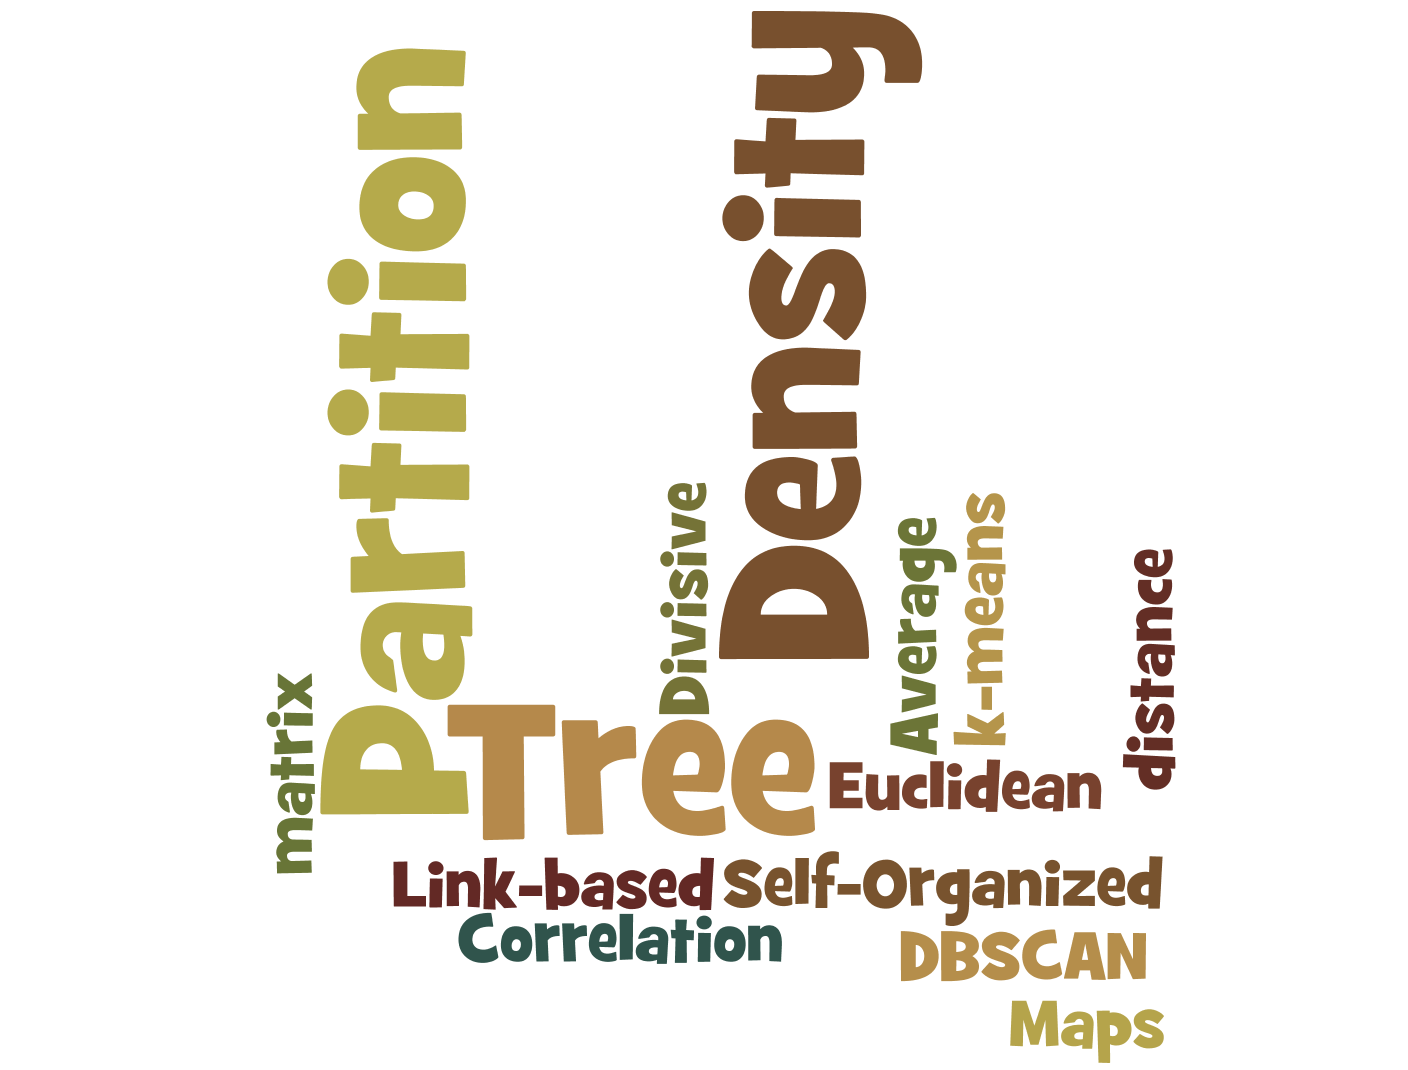 Partition
Density
Divisive
Average
k-means
distance
matrix
Tree
Euclidean
Link-based
Self-Organized
Correlation
DBSCAN
Maps